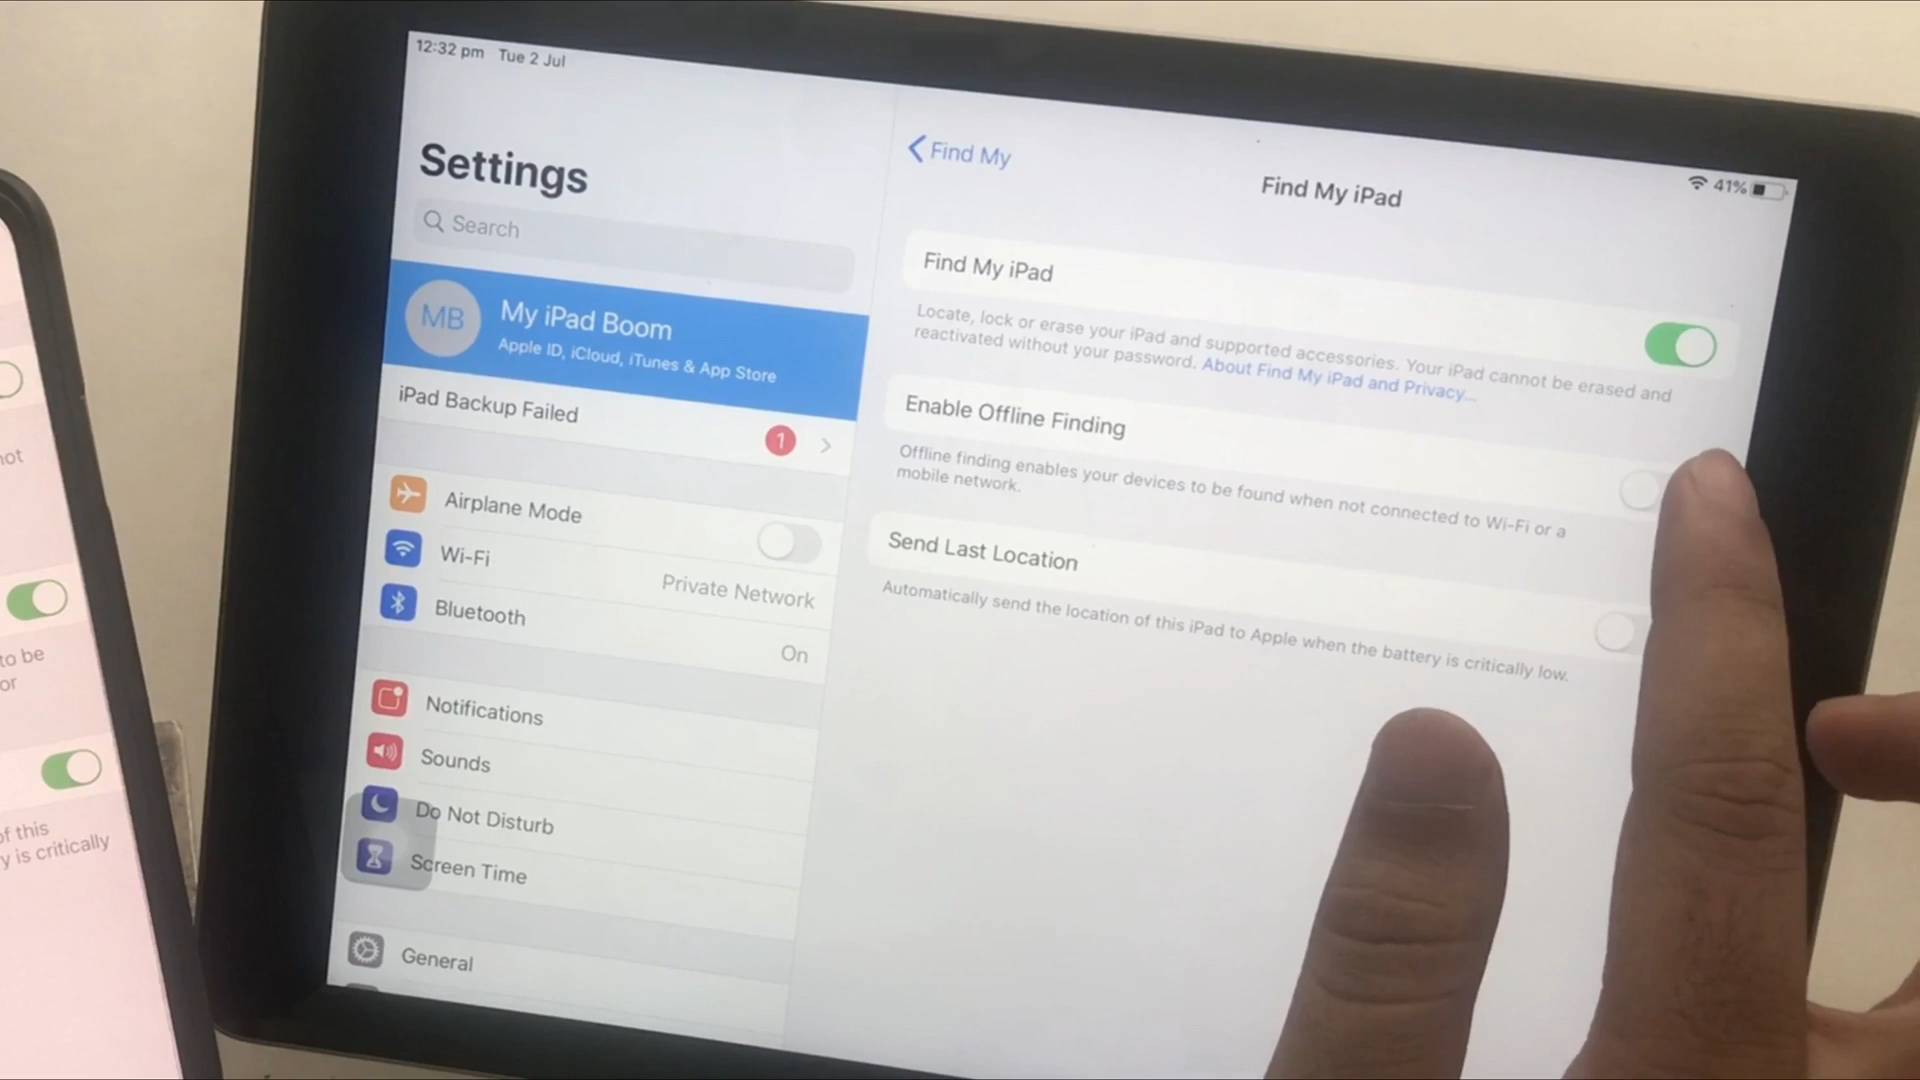 12:32 pm Tue 2 Jul
41%
Settings
Search
MB
My iPad Boom
Apple ID, iCloud, iTunes & App Store
iPad Backup Failed
1
Airplane Mode
Wi-Fi
Private Network
Bluetooth
On
Notifications
Sounds
Do Not Disturb
Screen Time
General
Find My
Find My iPad
Find My iPad
Locate, lock or erase your iPad and supported accessories. Your iPad cannot be erased and
reactivated without your password. About Find My iPad and Privacy...
Enable Offline Finding
Offline finding enables your devices to be found when not connected to Wi-Fi or a
mobile network.
Send Last Location
Automatically send the location of this iPad to Apple when the battery is critically low.
to be
or
of this
y is critically